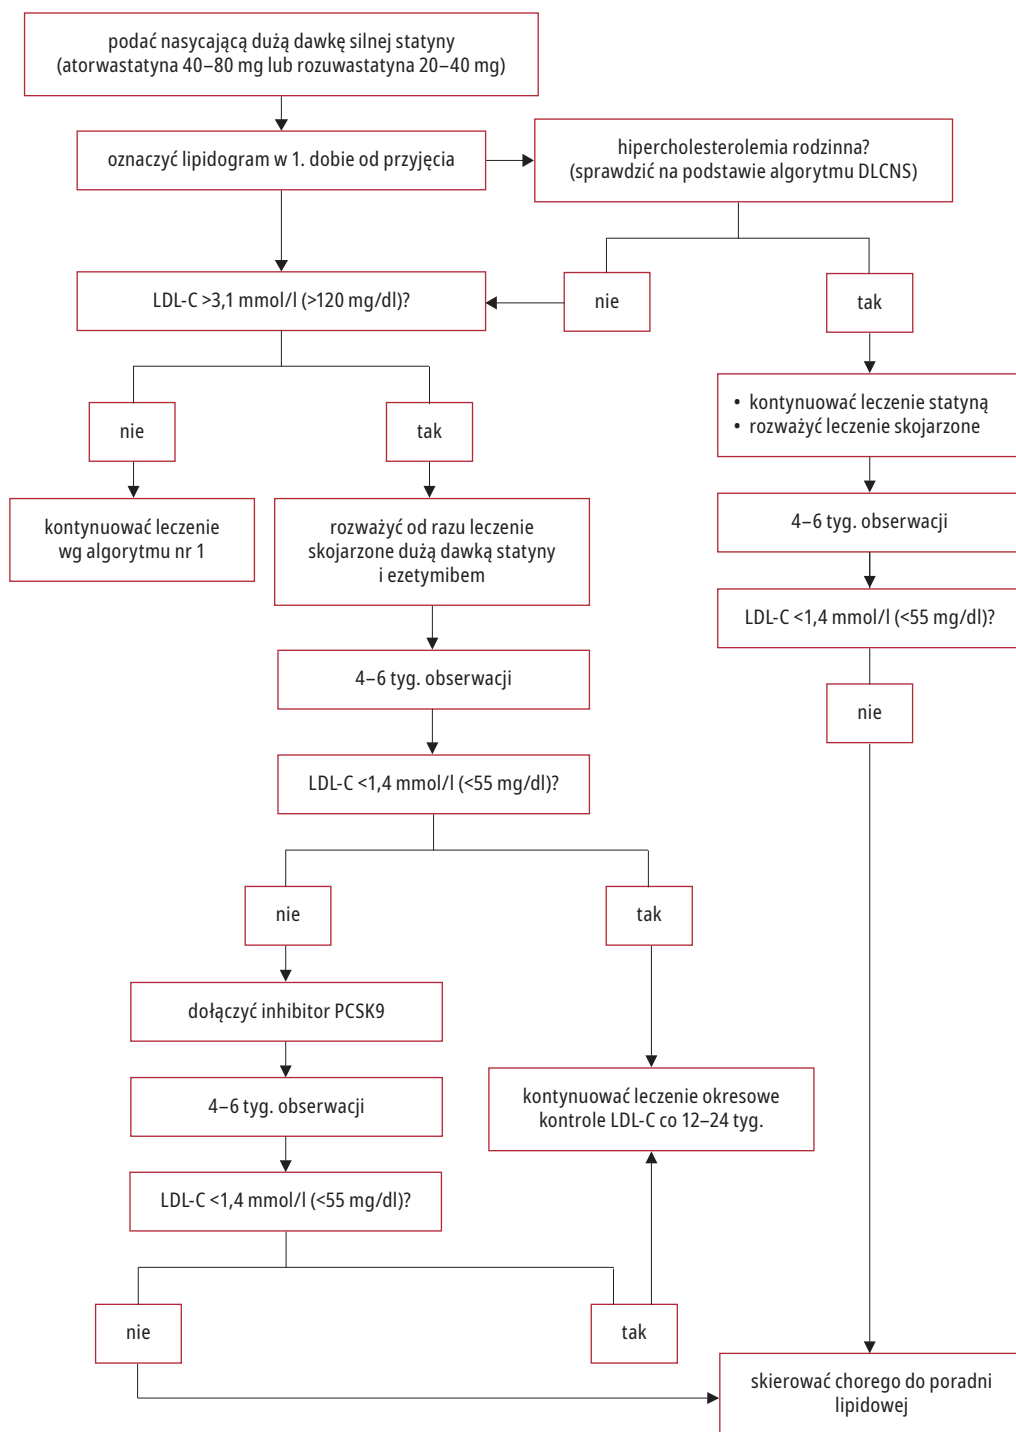 podać nasycającą dużą dawkę silnej statyny
(atorwastatyna 40–80 mg lub rozuwastatyna 20–40 mg)
oznaczyć lipidogram w 1. dobie od przyjęcia
hipercholesterolemia rodzinna?
(sprawdzić na podstawie algorytmu DLCNS)
LDL-C >3,1 mmol/l (>120 mg/dl)?
nie
tak
nie
tak
• kontynuować leczenie statyną
• rozważyć leczenie skojarzone
kontynuować leczenie
wg algorytmu nr 1
rozważyć od razu leczenie
skojarzone dużą dawką statyny
i ezetymibem
4–6 tyg. obserwacji
LDL-C <1,4 mmol/l (<55 mg/dl)?
nie
4–6 tyg. obserwacji
LDL-C <1,4 mmol/l (<55 mg/dl)?
nie
tak
dołączyć inhibitor PCSK9
4–6 tyg. obserwacji
kontynuować leczenie okresowe
kontrole LDL-C co 12–24 tyg.
LDL-C <1,4 mmol/l (<55 mg/dl)?
nie
tak
skierować chorego do poradni
lipidowej